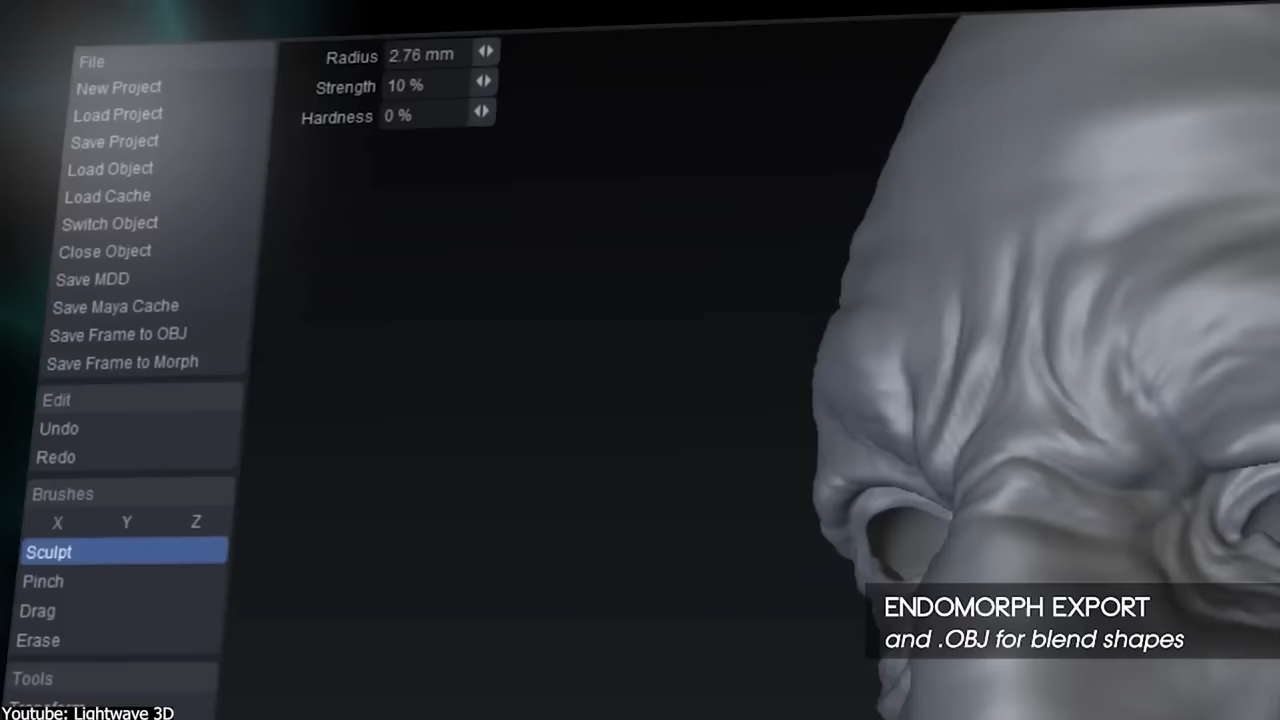 File
New Project
Load Project
Save Project
Load Object
Load Cache
Switch Object
Close Object
Save MDD
Save Maya Cache
Save Frame to OBJ
Save Frame to Morph
Edit
Undo
Redo
Brushes
X Y Z
Sculpt
Pinch
Drag
Erase
Tools
Transform
Radius 2.76 mm
Strength 10 %
Hardness 0 %
ENDOMORPH EXPORT
and .OBJ for blend shapes
Youtube: Lightwave 3D